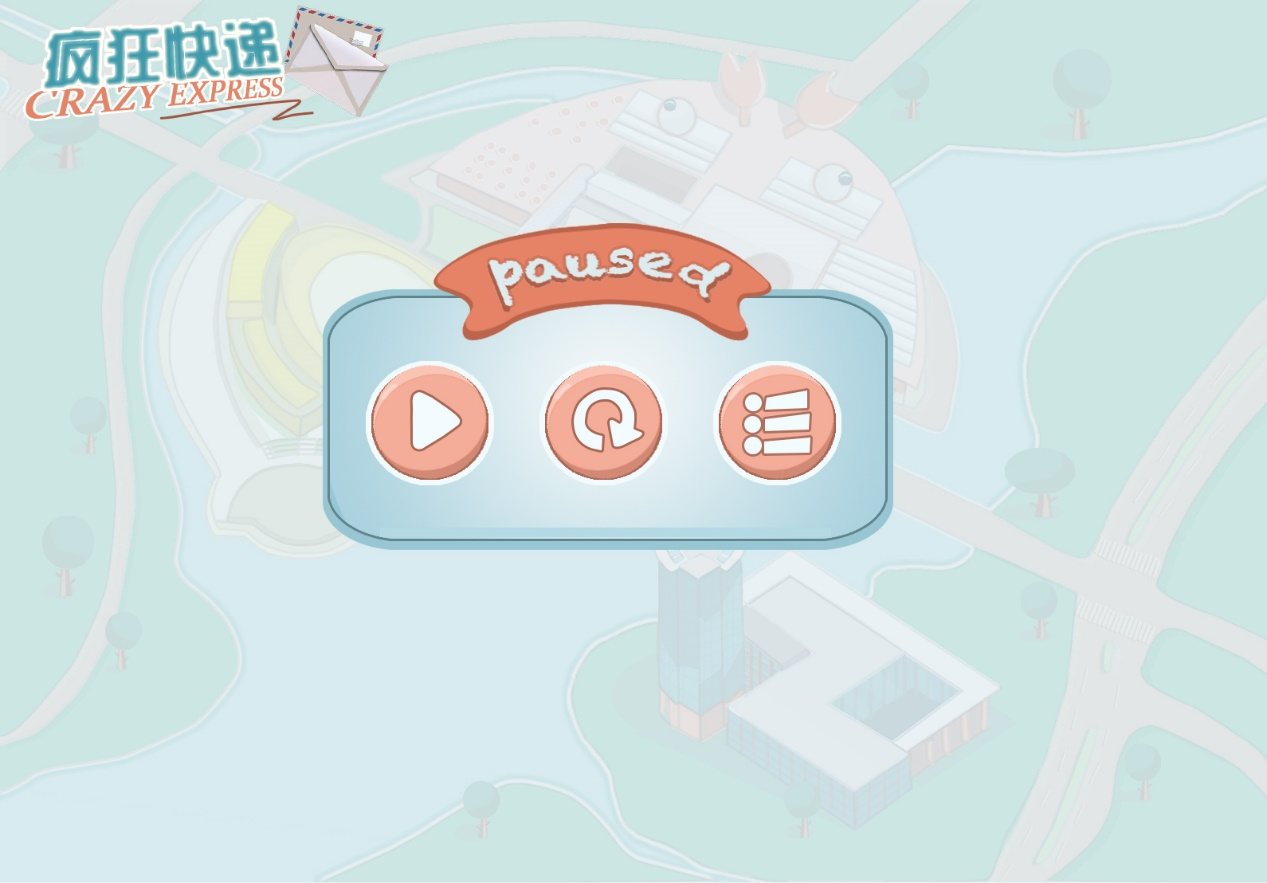 疯狂快递
CRAZY EXPRESS
paused